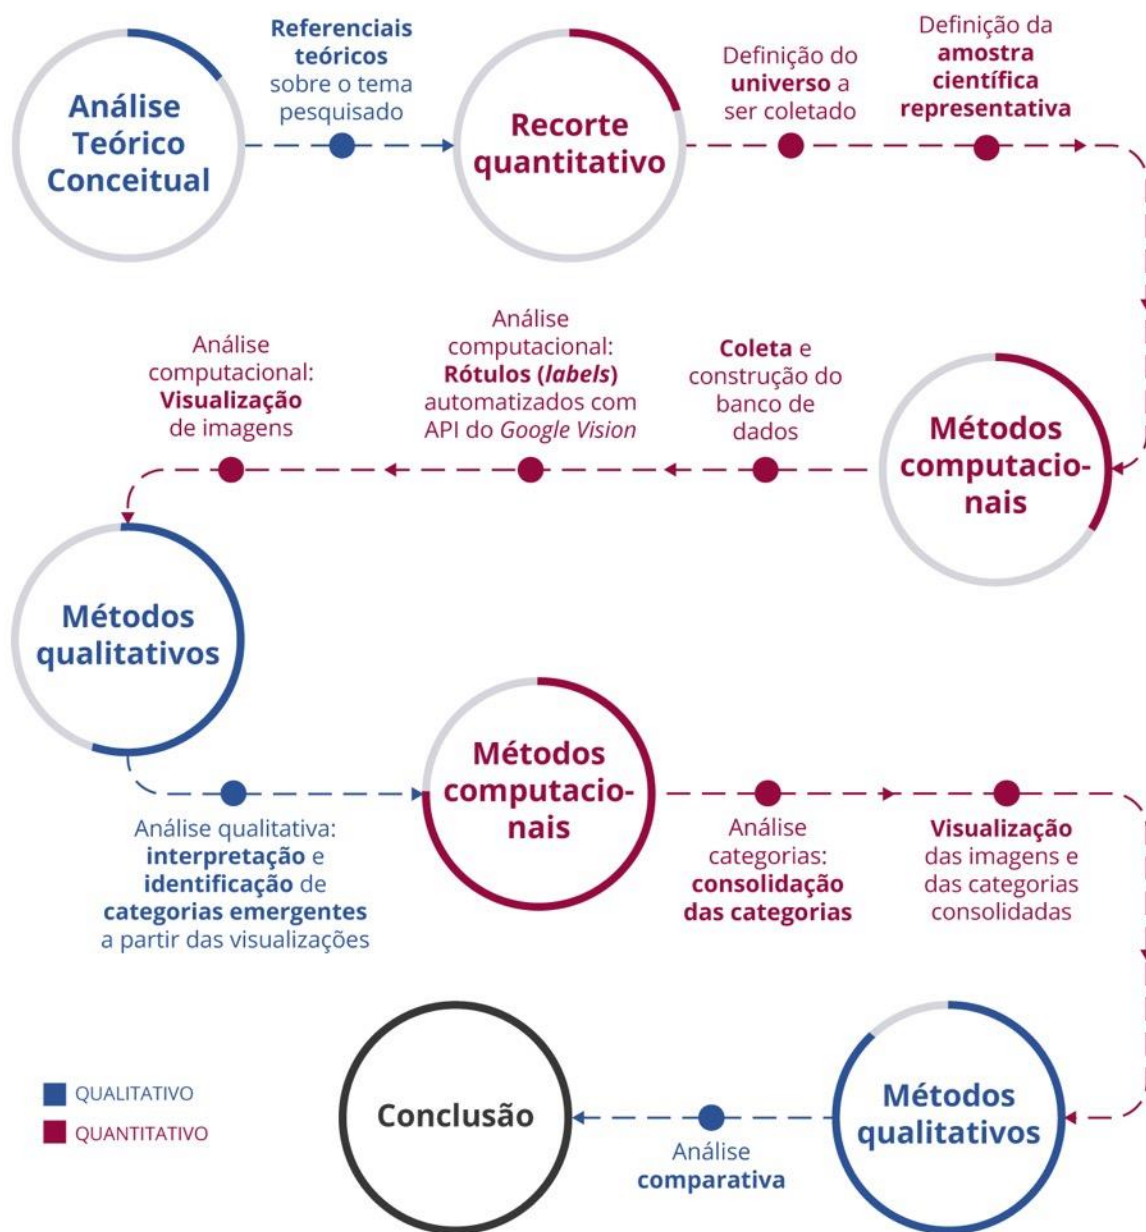 Análise
Teórico
Conceitual
Referenciais
teóricos
sobre o tema
pesquisado
Recorte
quantitativo
Definição do
universo a
ser coletado
Definição da
amostra
científica
representativa
Métodos
computacio-
nais
Coleta e
construção do
banco de
dados
Análise
computacional:
Rótulos (labels)
automatizados com
API do Google Vision
Análise
computacional:
Visualização
de imagens
Métodos
qualitativos
Análise qualitativa:
interpretação e
identificação de
categorias emergentes
a partir das visualizações
Métodos
computacio-
nais
Análise
categorias:
consolidação
das categorias
Visualização
das imagens e
das categorias
consolidadas
Métodos
qualitativos
Análise
comparativa
Conclusão
QUALITATIVO
QUANTITATIVO